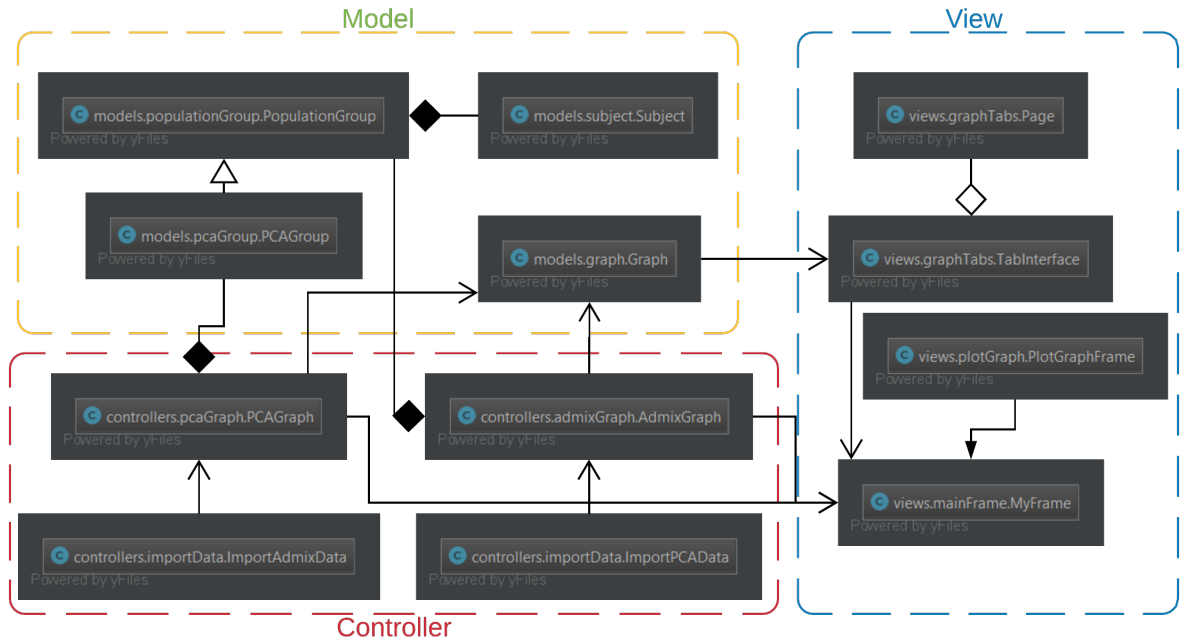 Model
View
C models.populationGroup.PopulationGroup
Powered by yFiles
C models.subject.Subject
Powered by yFiles
C views.graphTabs.Page
Powered by yFiles
C models.pcaGroup.PCAGroup
Powered by yFiles
C models.graph.Graph
Powered by yFiles
C views.graphTabs.TabInterface
Powered by yFiles
C views.plotGraph.PlotGraphFrame
Powered by yFiles
C controllers.pcaGraph.PCAGraph
Powered by yFiles
C controllers.admixGraph.AdmixGraph
Powered by yFiles
C views.mainFrame.MyFrame
Powered by yFiles
C controllers.importData.ImportAdmixData
Powered by yFiles
C controllers.importData.ImportPCAData
Powered by yFiles
Controller